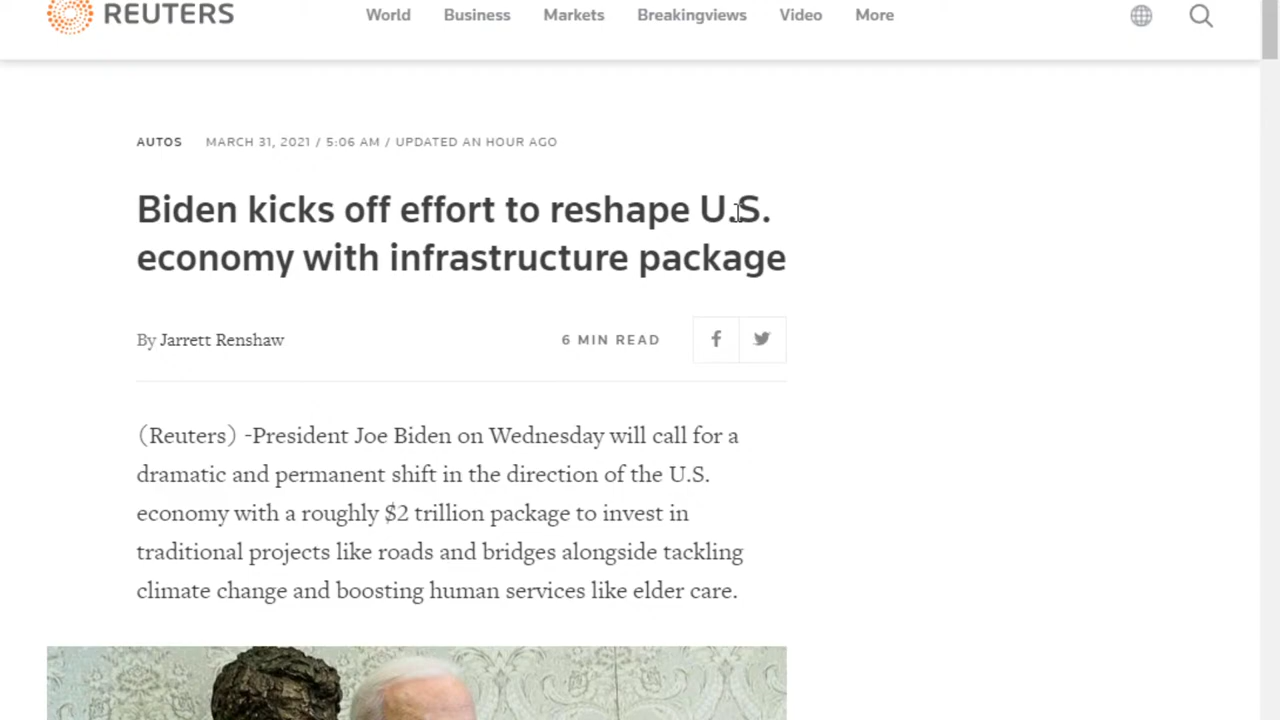 REUTERS World Business Markets Breakingviews Video More
AUTOS MARCH 31, 2021 / 5:06 AM / UPDATED AN HOUR AGO
Biden kicks off effort to reshape U.S.
economy with infrastructure package
By Jarrett Renshaw 6 MIN READ
(Reuters) -President Joe Biden on Wednesday will call for a
dramatic and permanent shift in the direction of the U.S.
economy with a roughly $2 trillion package to invest in
traditional projects like roads and bridges alongside tackling
climate change and boosting human services like elder care.